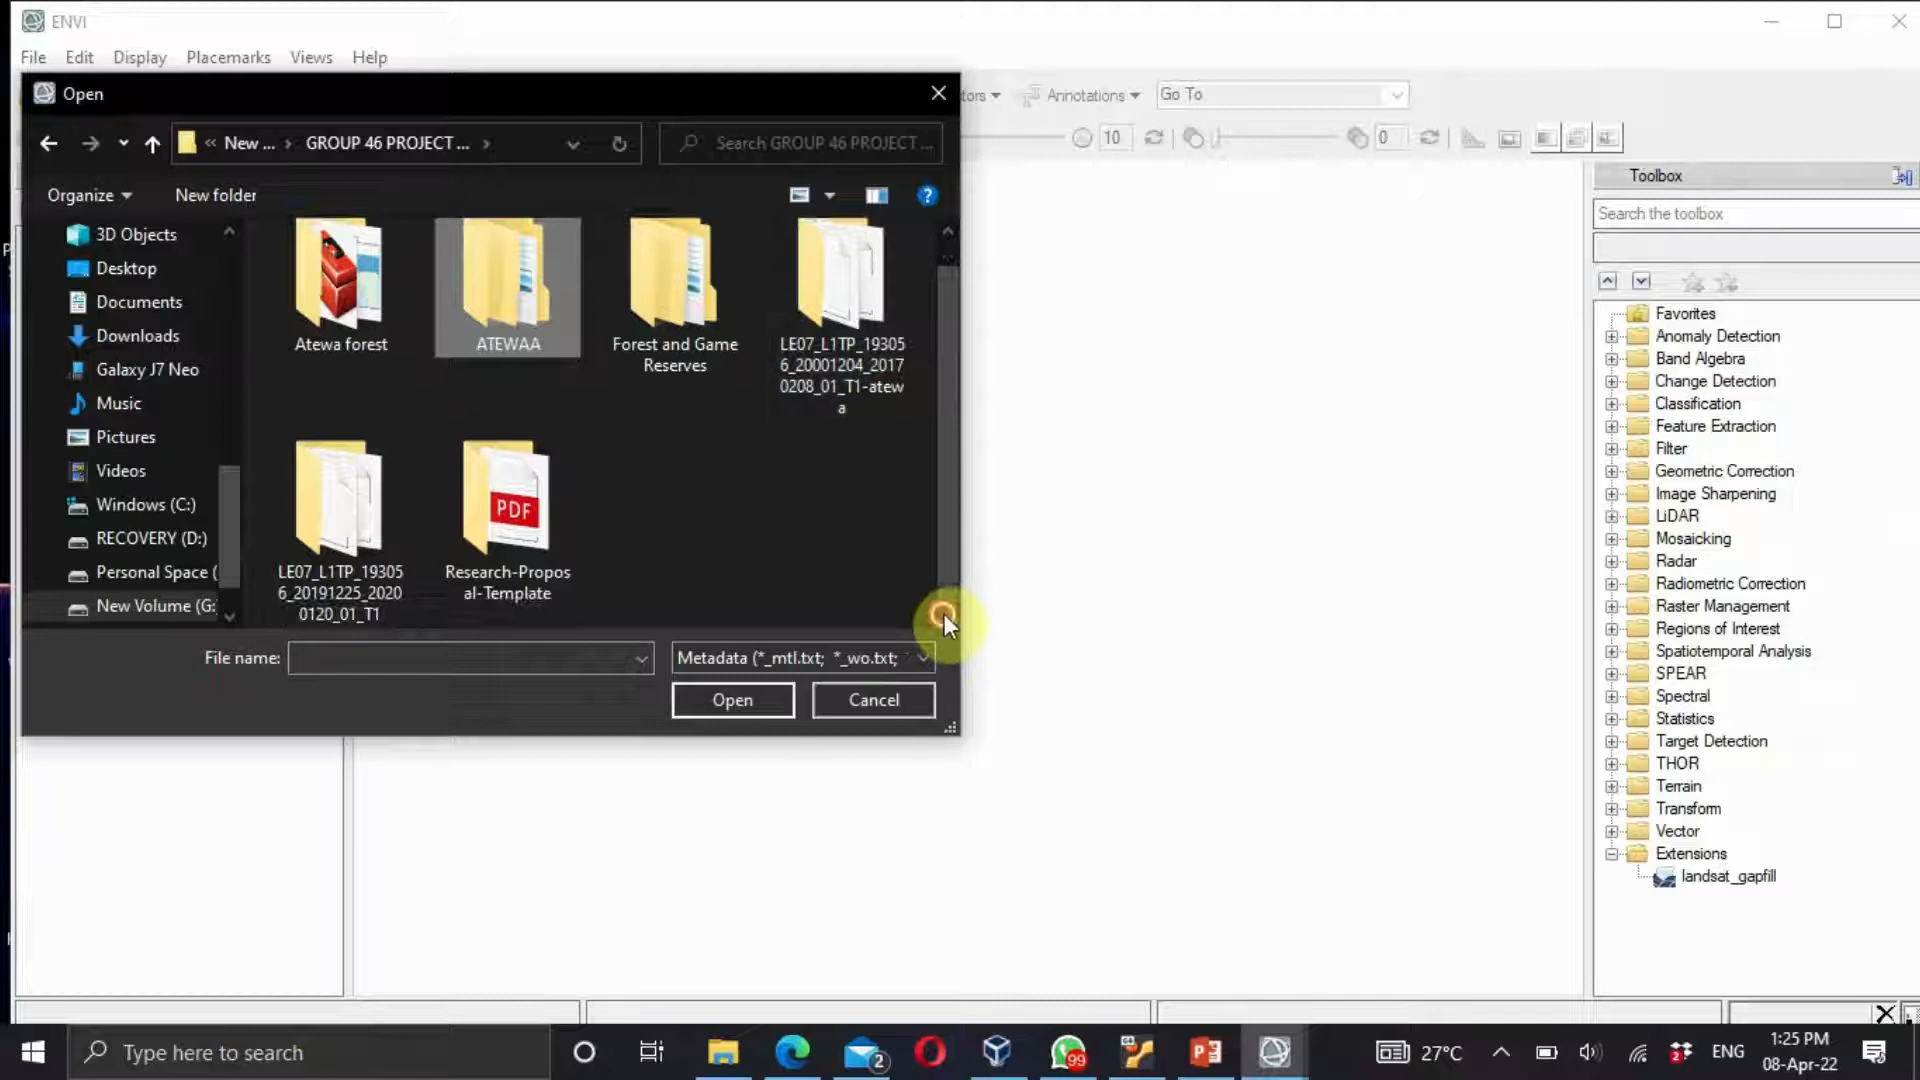 ENVI
File Edit Display Placemarks Views Help
Open
tors Annotations Go To
« New ... GROUP 46 PROJECT ... Search GROUP 46 PROJECT ...
10 0
Organize New folder
Toolbox
Search the toolbox
3D Objects
Desktop
Documents
Downloads
Galaxy J7 Neo
Music
Pictures
Videos
Windows (C:)
RECOVERY (D:)
Personal Space (
New Volume (G:
Atewa forest
ATEWAA
Forest and Game
Reserves
LE07_L1TP_19305
6_20001204_2017
0208_01_T1-atew
a
LE07_L1TP_19305
6_20191225_2020
0120_01_T1
PDF
Research-Propos
al-Template
File name:
Metadata (*_mtl.txt; *_wo.txt;
Open Cancel
Favorites
Anomaly Detection
Band Algebra
Change Detection
Classification
Feature Extraction
Filter
Geometric Correction
Image Sharpening
LiDAR
Mosaicking
Radar
Radiometric Correction
Raster Management
Regions of Interest
Spatiotemporal Analysis
SPEAR
Spectral
Statistics
Target Detection
THOR
Terrain
Transform
Vector
Extensions
landsat_gapfill
Type here to search
2
99
27°C
2
ENG
1:25 PM
08-Apr-22